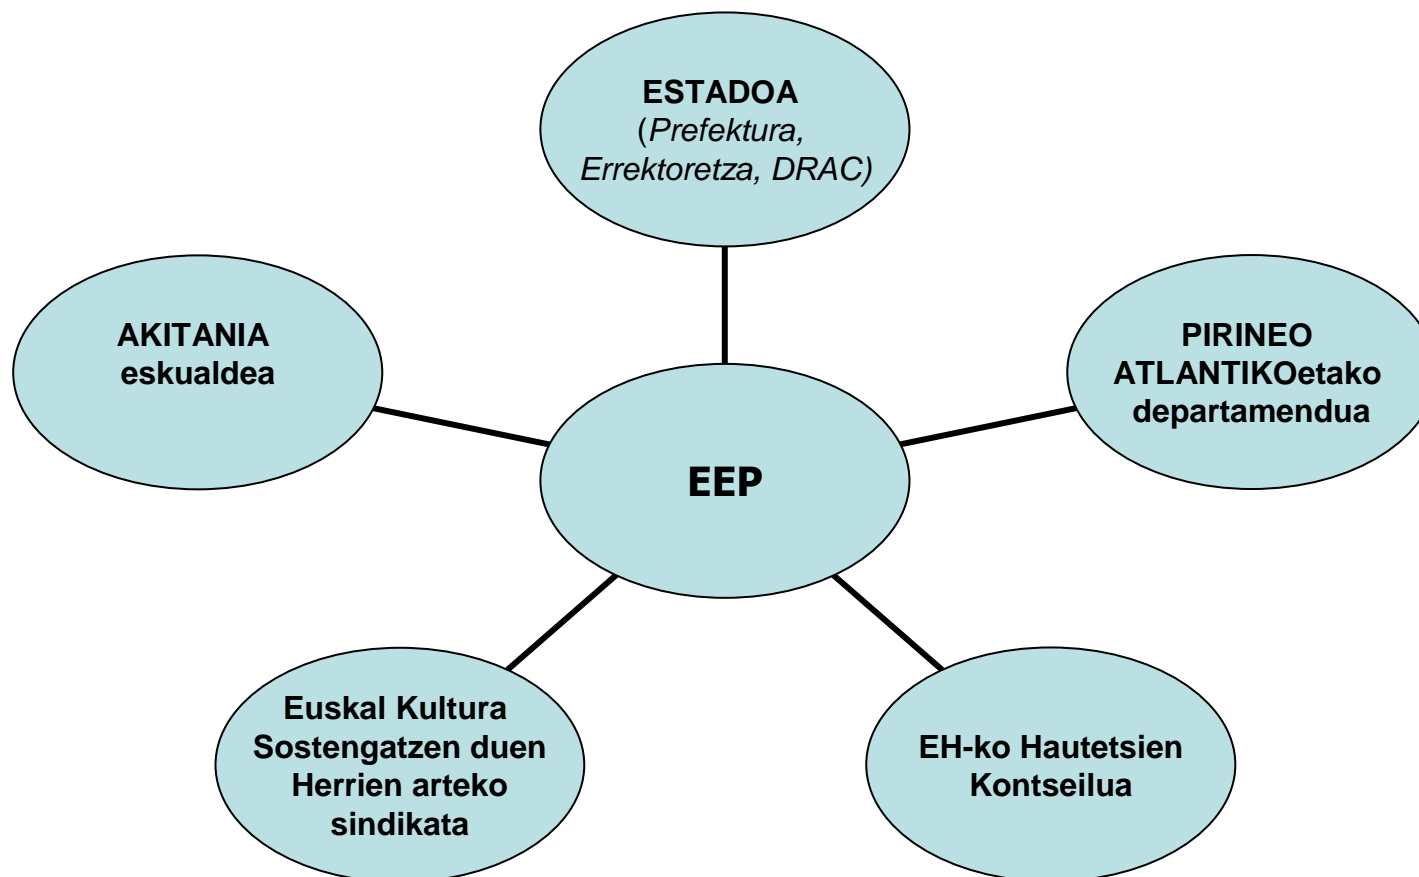 ESTADOA
(Prefektura,
Errektoretza, DRAC)
AKITANIA
eskualdea
PIRINEO
ATLANTIKOetako
departamendua
EEP
Euskal Kultura
Sostengatzen duen
Herrien arteko
sindikata
EH-ko Hautetsien
Kontseilua